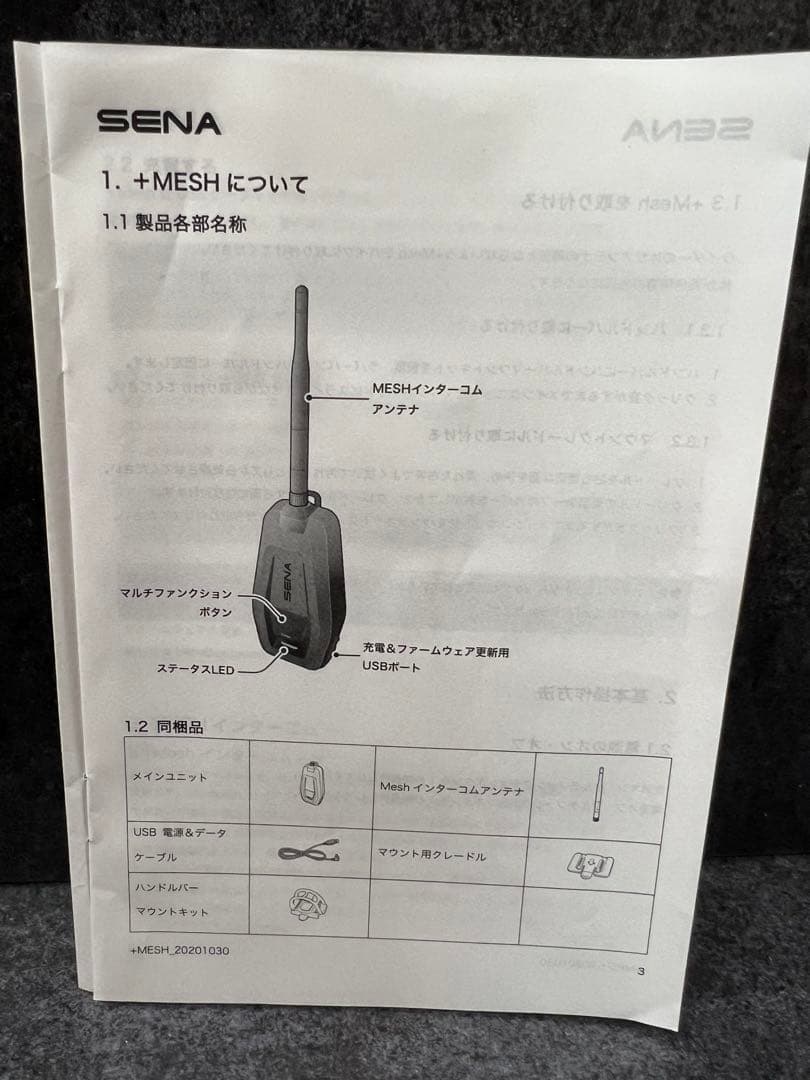 SENA
1. +MESH について
1.1 製品各部名称
MESHインターコム
アンテナ
SENA
マルチファンクション
ボタン
ステータスLED
充電＆ファームウェア更新用
USBポート
1.2 同梱品
メインユニット
Mesh インターコムアンテナ
USB 電源＆データ
ケーブル
マウント用クレードル
ハンドルバー
マウントキット
+MESH_20201030
3